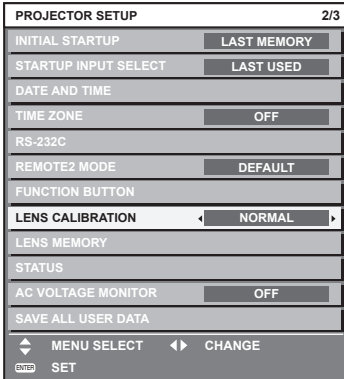 PROJECTOR SETUP 2/3
INITIAL STARTUP LAST MEMORY
STARTUP INPUT SELECT LAST USED
DATE AND TIME
TIME ZONE OFF
RS-232C
REMOTE2 MODE DEFAULT
FUNCTION BUTTON
LENS CALIBRATION NORMAL
LENS MEMORY
STATUS
AC VOLTAGE MONITOR OFF
SAVE ALL USER DATA
MENU SELECT CHANGE
ENTER SET